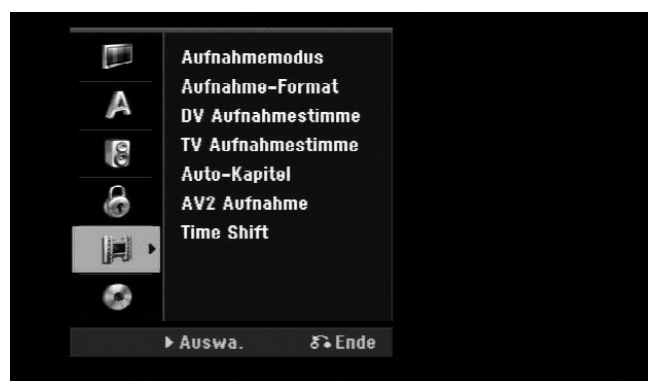 Aufnahmemodus
Aufnahme-Format
DV Aufnahmestimme
TV Aufnahmestimme
Auto-Kapitel
AV2 Aufnahme
Time Shift
Auswa. Ende